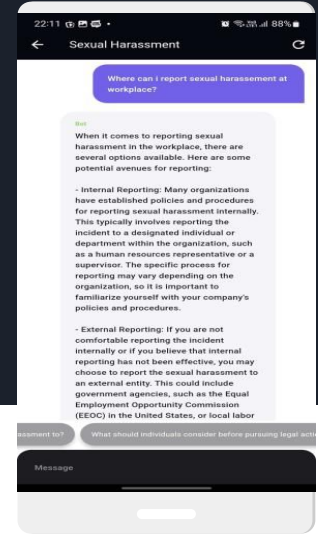 22:11
88%
Sexual Harassment
Where can i report sexual harassement at
workplace?
Bot
When it comes to reporting sexual
harassment in the workplace, there are
several options available. Here are some
potential avenues for reporting:
- Internal Reporting: Many organizations
have established policies and procedures
for reporting sexual harassment internally.
This typically involves reporting the
incident to a designated individual or
department within the organization, such
as a human resources representative or a
supervisor. The specific process for
reporting may vary depending on the
organization, so it is important to
familiarize yourself with your company's
policies and procedures.
- External Reporting: If you are not
comfortable reporting the incident
internally or if you believe that internal
reporting has not been effective, you may
choose to report the sexual harassment to
an external entity. This could include
government agencies, such as the Equal
Employment Opportunity Commission
(EEOC) in the United States, or local labor
assment to?
What should individuals consider before pursuing legal acti
Message